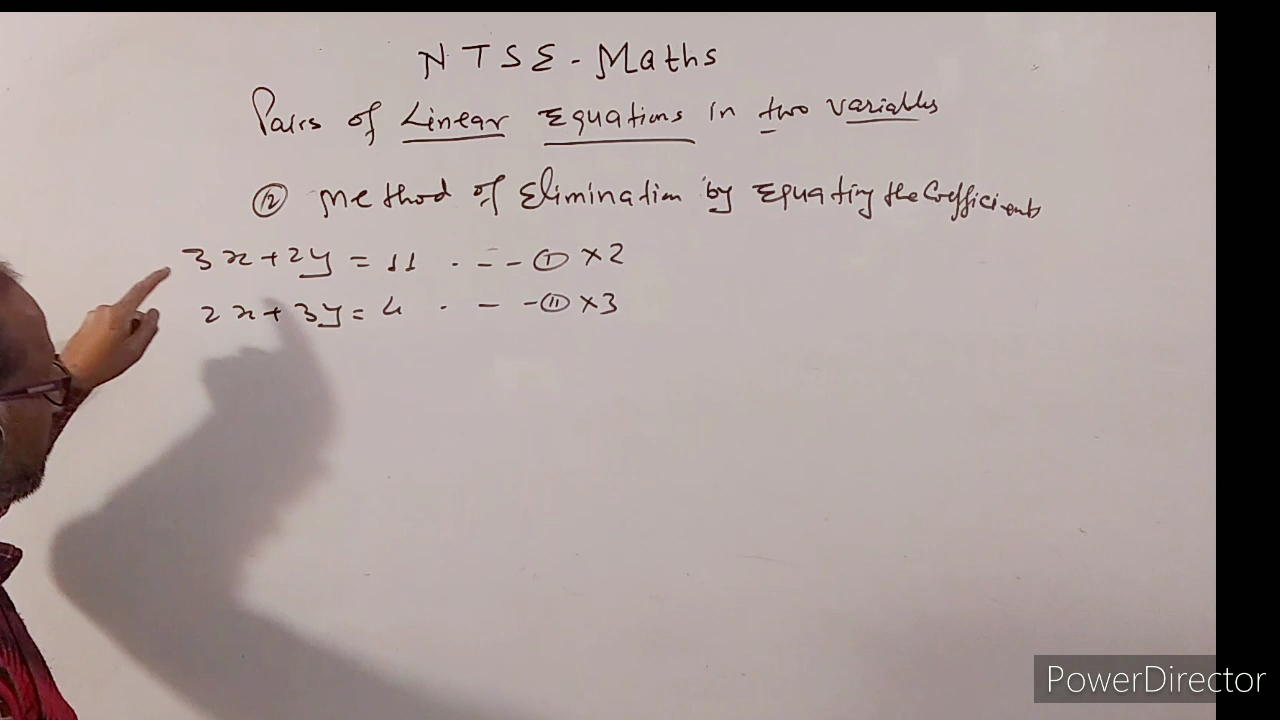 NTSE - Maths
Pairs of Linear Equations in two variables
(12) Method of Elimination by Equating the Coefficients
3x+2y = 11 - - - (I) ×2
2x+3y = 4 - - - (II) ×3
PowerDirector